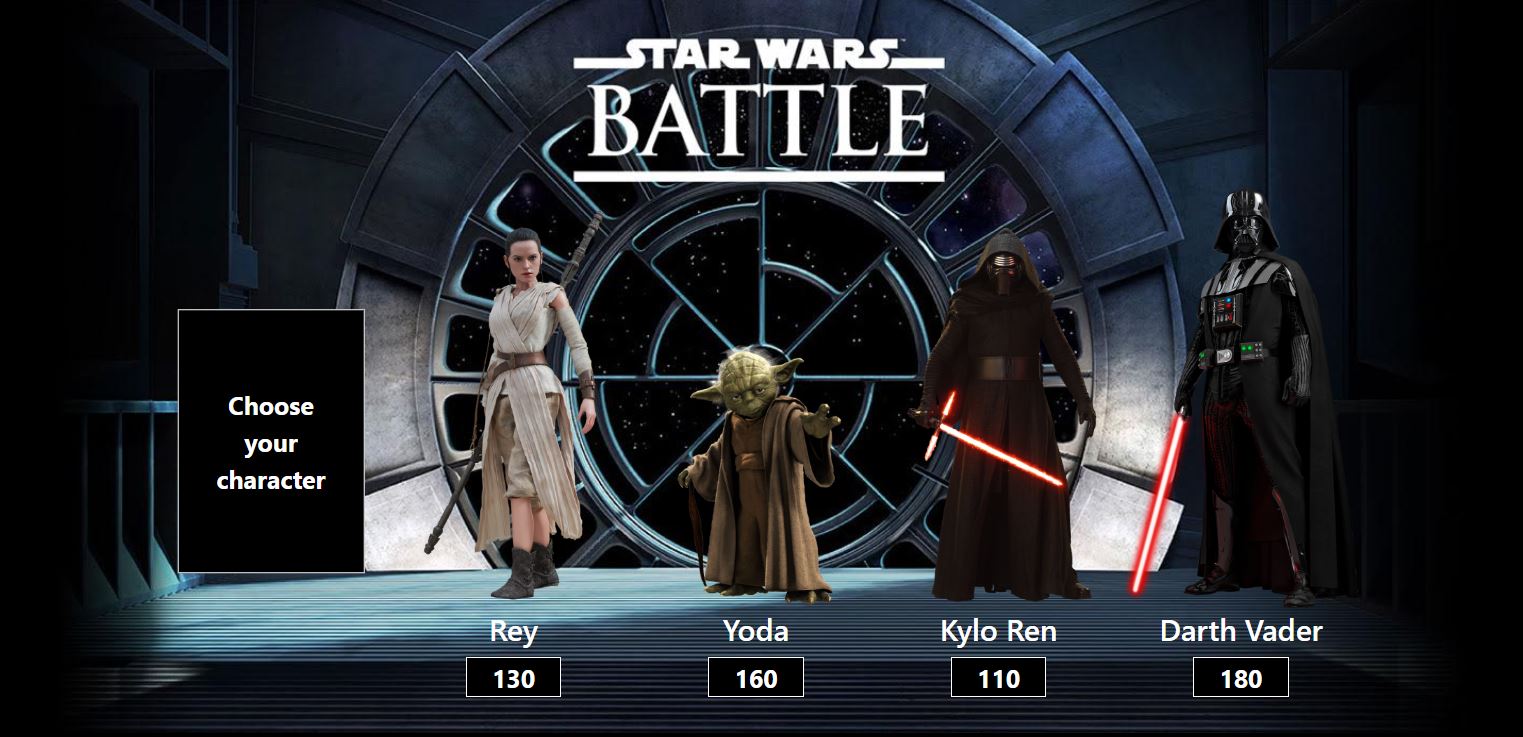 STAR WARS
BATTLE
Choose
your
character
Rey
Yoda
Kylo Ren
Darth Vader
130
160
110
180